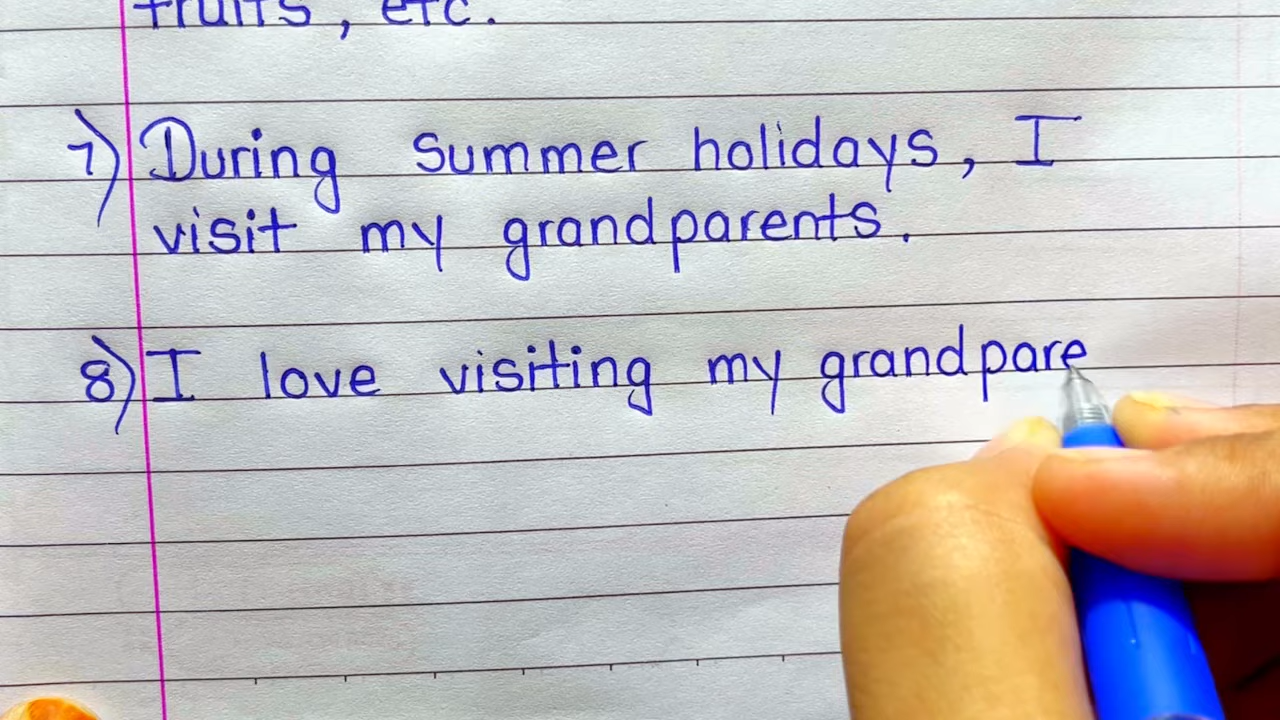 fruits, etc.
7) During summer holidays, I
visit my grandparents.
8) I love visiting my grandpare